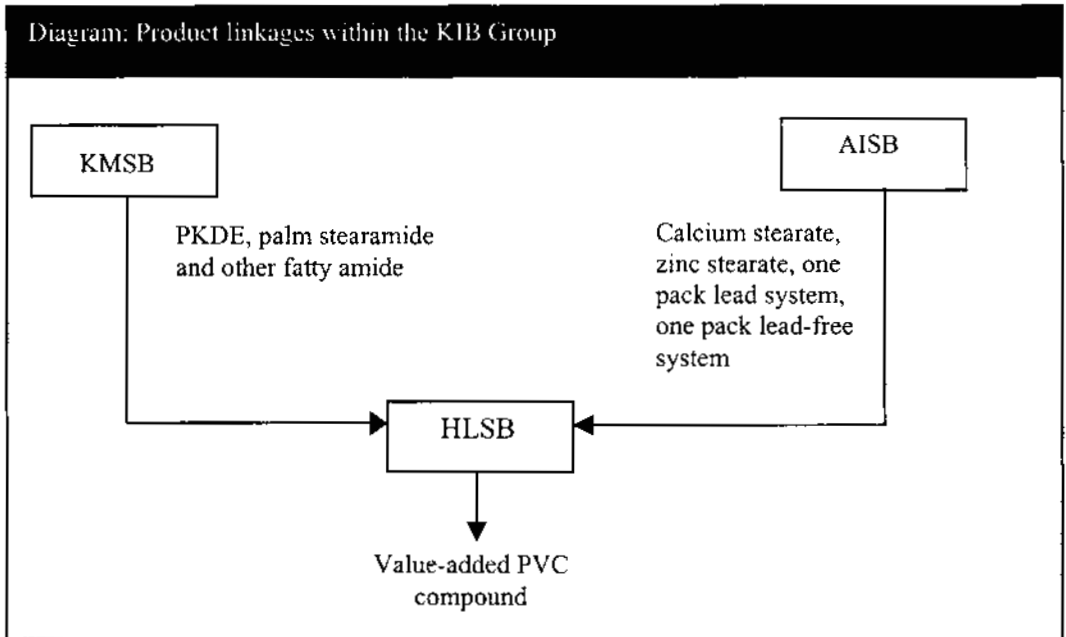 Diagram: Product linkages within the KIB Group
KMSB
AISB
PKDE, palm stearamide
and other fatty amide
Calcium stearate,
zinc stearate, one
pack lead system,
one pack lead-free
system
HLSB
Value-added PVC
compound